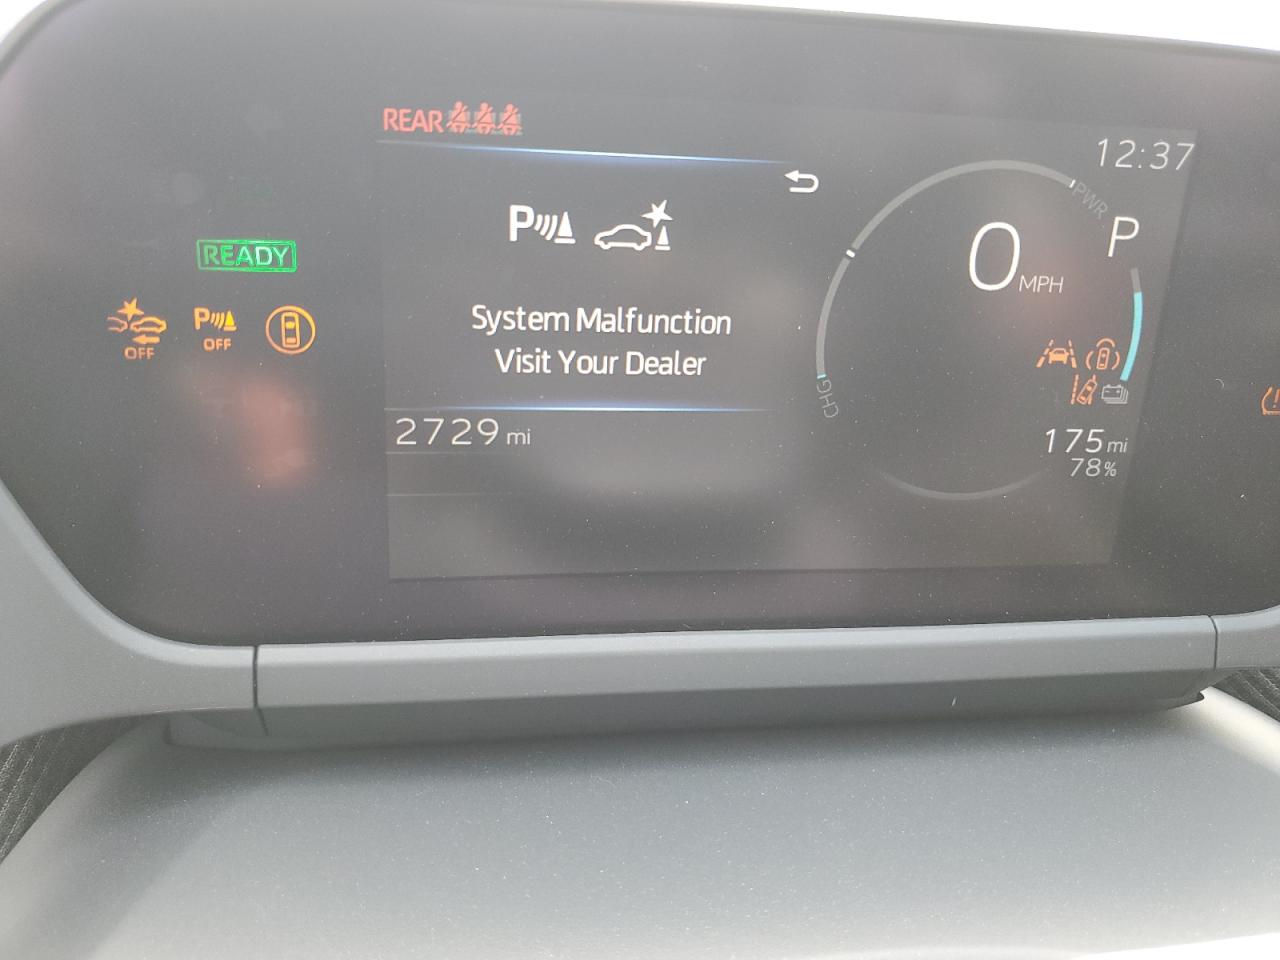 REAR
12:37
P
PWR
P
0 MPH
READY
System Malfunction
P
OFF
OFF
Visit Your Dealer
CHG
2729 mi
175 mi
78%